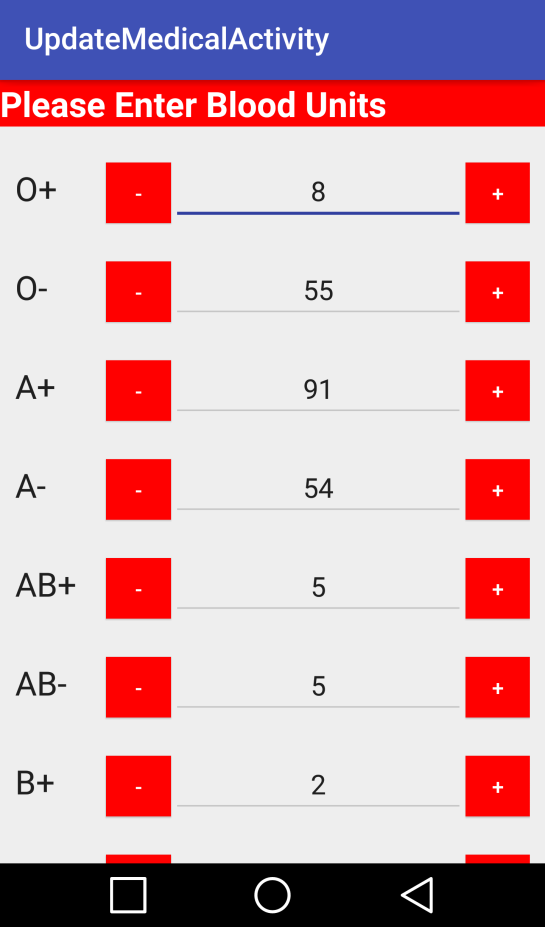 UpdateMedicalActivity
Please Enter Blood Units
O+ - 8 +
O- - 55 +
A+ - 91 +
A- - 54 +
AB+ - 5 +
AB- - 5 +
B+ - 2 +